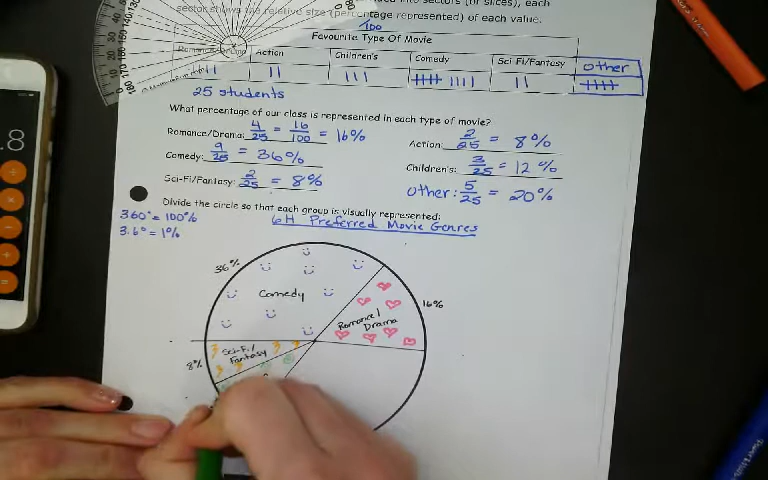 sector shows the relative size (percentage represented) of each value.
100
Favourite Type Of Movie
Action Children's Comedy Sci Fi/Fantasy other
25 students
What percentage of our class is represented in each type of movie?
Romance/Drama: 4/25 = 16/100 = 16% Action: 2/25 = 8%
Comedy: 9/25 = 36% Children's: 3/25 = 12%
Sci-Fi/Fantasy: 2/25 = 8% other: 5/25 = 20%
Divide the circle so that each group is visually represented:
360° = 100%
6H Preferred Movie Genres
3.6° = 1%
36%
Comedy
16%
Romance/
Drama
Sci-Fi/
Fantasy
8%